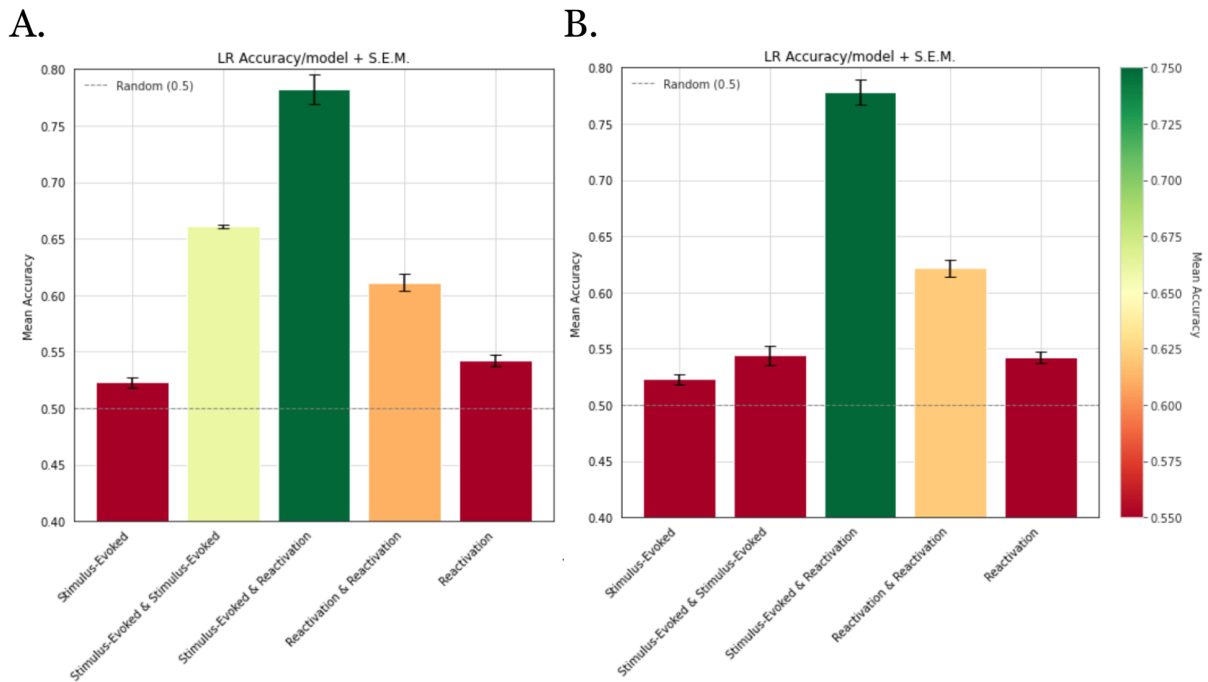 A.
LR Accuracy/model + S.E.M.
Random (0.5)
0.80
0.75
0.70
0.65
0.60
0.55
0.50
0.45
0.40
Mean Accuracy
Stimulus-Evoked
Stimulus-Evoked & Stimulus-Evoked
Stimulus-Evoked & Reactivation
Reactivation & Reactivation
Reactivation
B.
LR Accuracy/model + S.E.M.
Random (0.5)
0.80
0.75
0.70
0.65
0.60
0.55
0.50
0.45
0.40
Mean Accuracy
Stimulus-Evoked
Stimulus-Evoked & Stimulus-Evoked
Stimulus-Evoked & Reactivation
Reactivation & Reactivation
Reactivation
0.750
0.725
0.700
0.675
0.650
0.625
0.600
0.575
0.550
Mean Accuracy